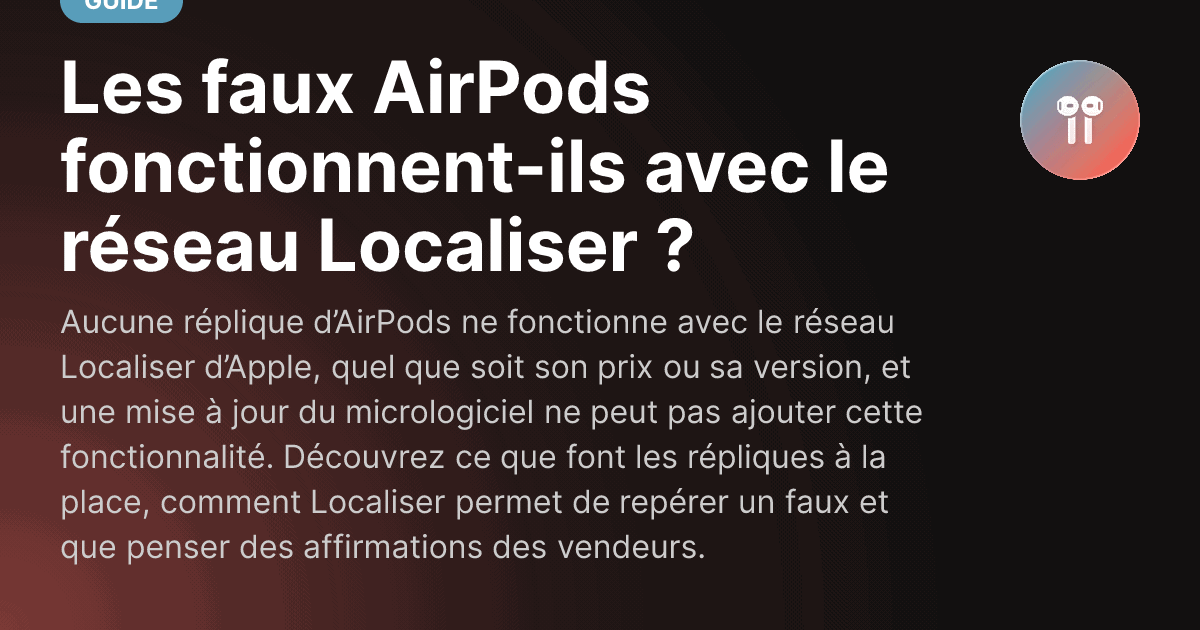 GUIDE
Les faux AirPods
fonctionnent-ils avec le
réseau Localiser ?
Aucune réplique d’AirPods ne fonctionne avec le réseau
Localiser d’Apple, quel que soit son prix ou sa version, et
une mise à jour du micrologiciel ne peut pas ajouter cette
fonctionnalité. Découvrez ce que font les répliques à la
place, comment Localiser permet de repérer un faux et
que penser des affirmations des vendeurs.